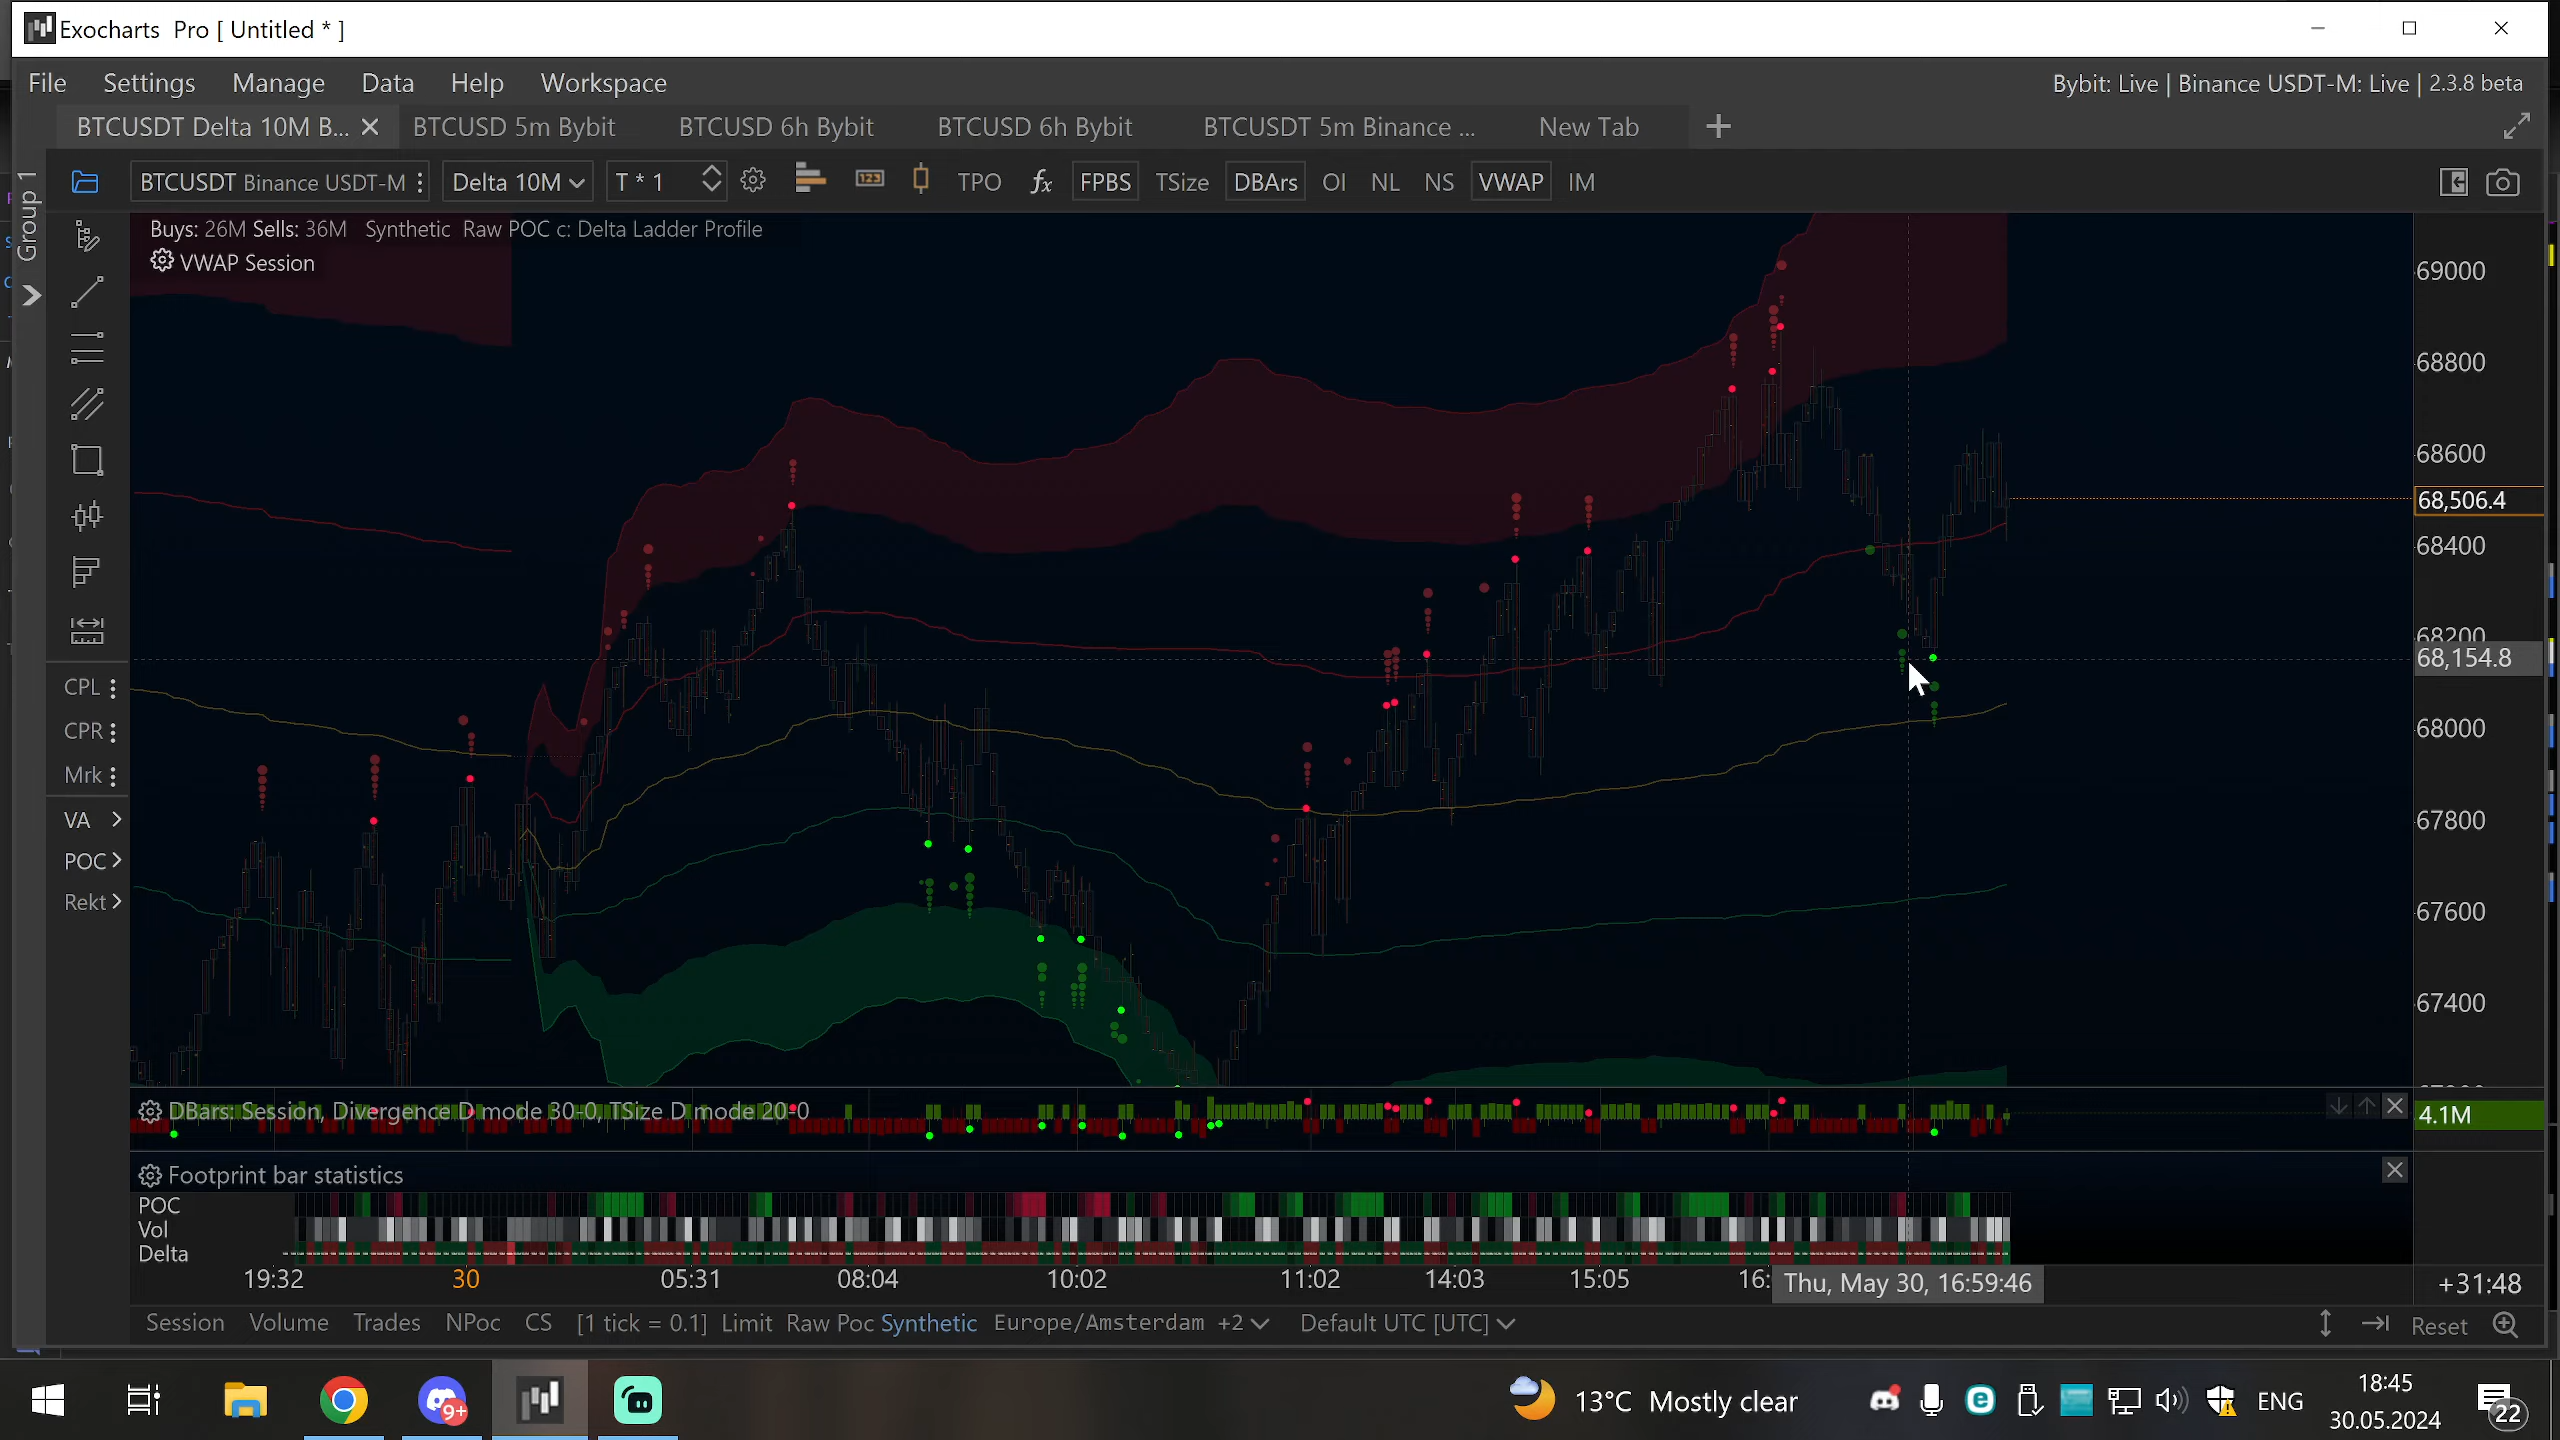 Exocharts Pro [ Untitled * ]
File Settings Manage Data Help Workspace
Bybit: Live | Binance USDT-M: Live | 2.3.8 beta
BTCUSDT Delta 10M B... BTCUSD 5m Bybit BTCUSD 6h Bybit BTCUSD 6h Bybit BTCUSDT 5m Binance ... New Tab
Group 1
BTCUSDT Binance USDT-M Delta 10M T * 1 123 TPO fx FPBS TSize DBArs OI NL NS VWAP IM
Buys: 26M Sells: 36M Synthetic Raw POC c: Delta Ladder Profile
VWAP Session
69000
68800
68600
68,506.4
68400
68200
68,154.8
68000
67800
67600
67400
CPL
CPR
Mrk
VA
POC
Rekt
DBars: Session, Divergence D mode 30-0, TSize D mode 20-0
4.1M
Footprint bar statistics
POC
Vol
Delta
19:32 30 05:31 08:04 10:02 11:02 14:03 15:05 16: Thu, May 30, 16:59:46
+31:48
Session Volume Trades NPoc CS [1 tick = 0.1] Limit Raw Poc Synthetic Europe/Amsterdam +2 Default UTC [UTC] Reset
9+
13°C Mostly clear
ENG
18:45
30.05.2024
22